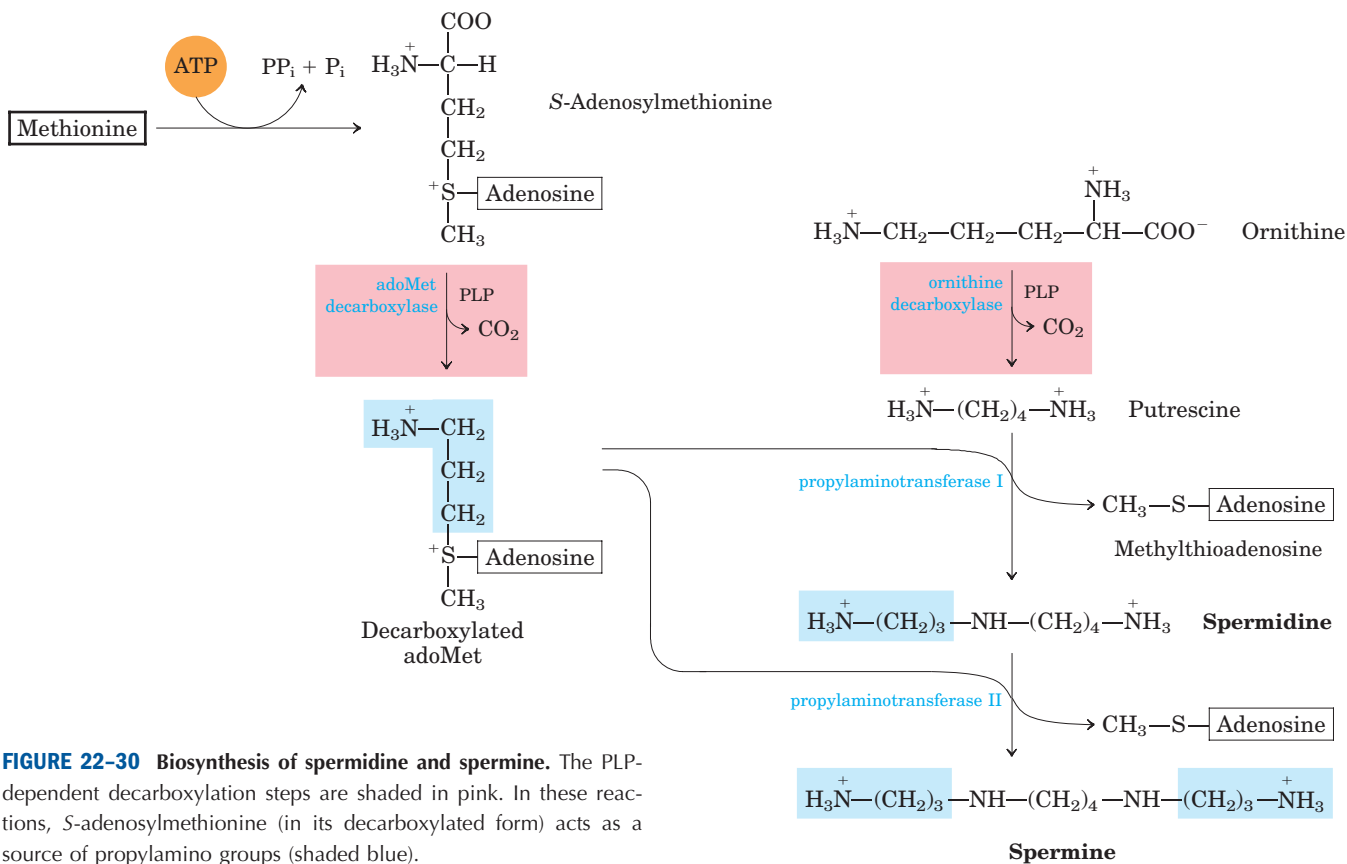 ATP
PPi + Pi
Methionine
COO
H3N+—C—H
CH2
CH2
+S—Adenosine
CH3
S-Adenosylmethionine
adoMet
decarboxylase
PLP
CO2
H3N+—CH2
CH2
CH2
+S—Adenosine
CH3
Decarboxylated
adoMet
+NH3
H3N+—CH2—CH2—CH2—CH—COO− Ornithine
ornithine
decarboxylase
PLP
CO2
H3N+—(CH2)4—N+H3 Putrescine
propylaminotransferase I
CH3—S—Adenosine
Methylthioadenosine
H3N+—(CH2)3—NH—(CH2)4—N+H3 Spermidine
propylaminotransferase II
CH3—S—Adenosine
H3N+—(CH2)3—NH—(CH2)4—NH—(CH2)3—N+H3
Spermine
FIGURE 22–30 Biosynthesis of spermidine and spermine. The PLP-
dependent decarboxylation steps are shaded in pink. In these reac-
tions, S-adenosylmethionine (in its decarboxylated form) acts as a
source of propylamino groups (shaded blue).